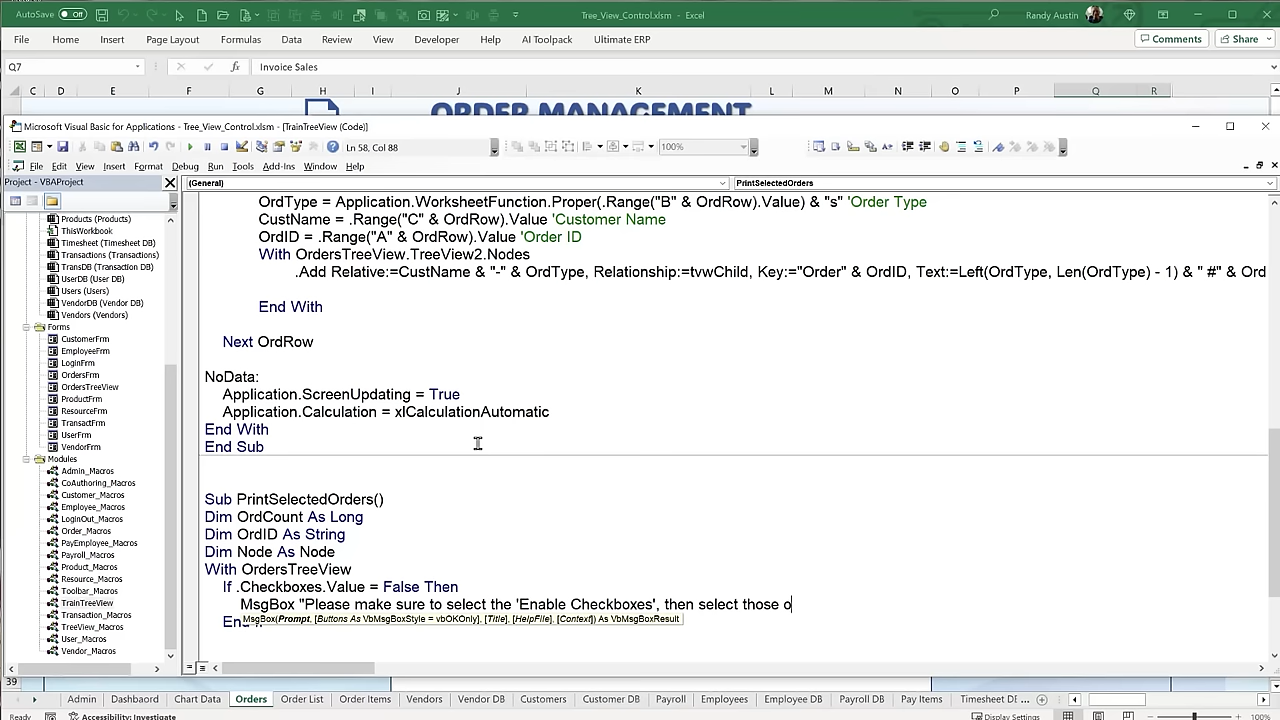 AutoSave Off Tree_View_Control.xlsm - Excel Randy Austin
File Home Insert Page Layout Formulas Data Review View Developer Help AI Toolpack Ultimate ERP Comments Share
Q7 fx Invoice Sales
C D E F G H I J K L M N O P Q R
ORDER MANAGEMENT
Microsoft Visual Basic for Applications - Tree_View_Control.xlsm - [TrainTreeView (Code)]
Ln 58, Col 88 100%
File Edit View Insert Format Debug Run Tools Add-Ins Window Help
Project - VBAProject
(General) PrintSelectedOrders
Products (Products)
ThisWorkbook
Timesheet (Timesheet DB)
Transactions (Transactions)
TransDB (Transaction DB)
UserDB (User DB)
Users (Users)
VendorDB (Vendor DB)
Vendors (Vendors)
Forms
CustomerFrm
EmployeeFrm
LoginFrm
OrdersFrm
OrdersTreeView
ProductFrm
ResourceFrm
TransactFrm
UserFrm
VendorFrm
Modules
Admin_Macros
CoAuthoring_Macros
Customer_Macros
Employee_Macros
LoginOut_Macros
Order_Macros
PayEmployee_Macros
Payroll_Macros
Product_Macros
Resource_Macros
Toolbar_Macros
TrainTreeView
Transaction_Macros
TreeView_Macros
User_Macros
Vendor_Macros
OrdType = Application.WorksheetFunction.Proper(.Range("B" & OrdRow).Value) & "s" 'Order Type
CustName = .Range("C" & OrdRow).Value 'Customer Name
OrdID = .Range("A" & OrdRow).Value 'Order ID
With OrdersTreeView.TreeView2.Nodes
.Add Relative:=CustName & "-" & OrdType, Relationship:=tvwChild, Key:="Order" & OrdID, Text:=Left(OrdType, Len(OrdType) - 1) & " #" & Ord
End With
Next OrdRow
NoData:
Application.ScreenUpdating = True
Application.Calculation = xlCalculationAutomatic
End With
End Sub
Sub PrintSelectedOrders()
Dim OrdCount As Long
Dim OrdID As String
Dim Node As Node
With OrdersTreeView
If .Checkboxes.Value = False Then
MsgBox "Please make sure to select the 'Enable Checkboxes', then select those o
MsgBox(Prompt, [Buttons As VbMsgBoxStyle = vbOKOnly], [Title], [HelpFile], [Context]) As VbMsgBoxResult
39
Admin Dashbaord Chart Data Orders Order List Order Items Vendors Vendor DB Customers Customer DB Payroll Employees Employee DB Payroll DB Pay Items Timesheet DE ...
Ready Accessibility: Investigate Display Settings 100%